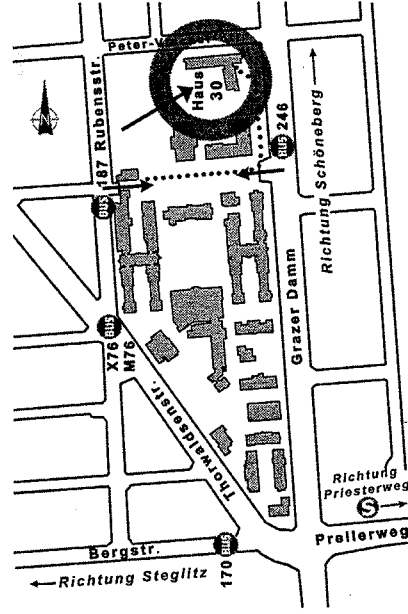 Peter-V
Haus
30
187 Rubensstr.
BUS
BUS 246
Richtung Schöneberg
Grazer Damm
BUS
X76
M76
Thorwaldsenstr.
Richtung
Priesterweg
S
Prellerweg
Bergstr.
BUS
170
Richtung Steglitz